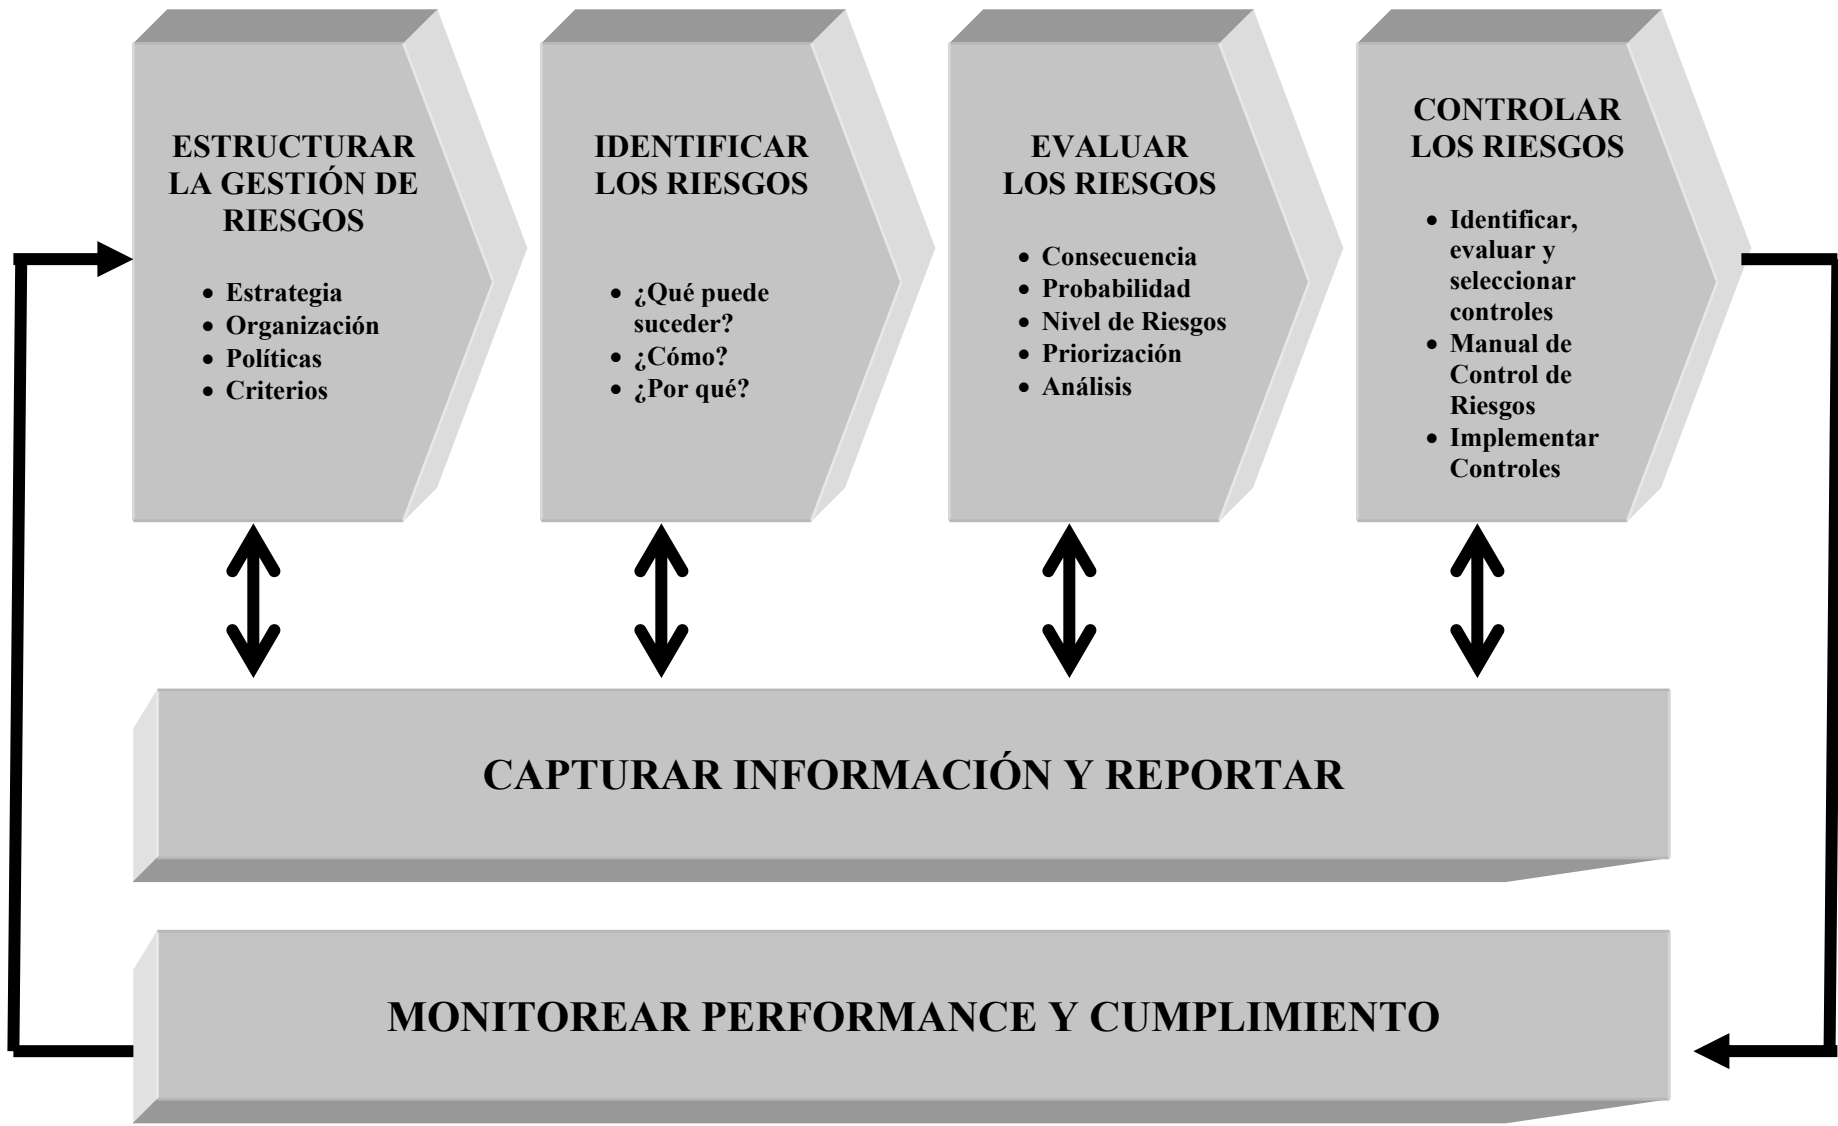 ESTRUCTURAR
LA GESTIÓN DE
RIESGOS
• Estrategia
• Organización
• Políticas
• Criterios
IDENTIFICAR
LOS RIESGOS
• ¿Qué puede
suceder?
• ¿Cómo?
• ¿Por qué?
EVALUAR
LOS RIESGOS
• Consecuencia
• Probabilidad
• Nivel de Riesgos
• Priorización
• Análisis
CONTROLAR
LOS RIESGOS
• Identificar,
evaluar y
seleccionar
controles
• Manual de
Control de
Riesgos
• Implementar
Controles
CAPTURAR INFORMACIÓN Y REPORTAR
MONITOREAR PERFORMANCE Y CUMPLIMIENTO